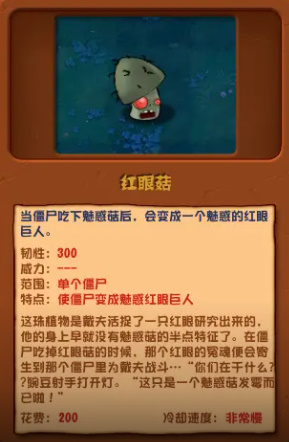 红眼菇
当僵尸吃下魅惑菇后，会变成一个魅惑的红眼
巨人。
韧性：300
威力：---
范围：单个僵尸
特点：使僵尸变成魅惑红眼巨人
这珠植物是戴夫活捉了一只红眼研究出来的，
他的身上早就没有魅惑菇的半点特征了。在僵
尸吃掉红眼菇的时候，那个红眼的冤魂便会寄
生到那个僵尸里为戴夫战斗…“你们在干什么?
?豌豆射手打开灯。“这只是一个魅惑菇发霉而
已啦！”
花费：200 冷却速度：非常慢